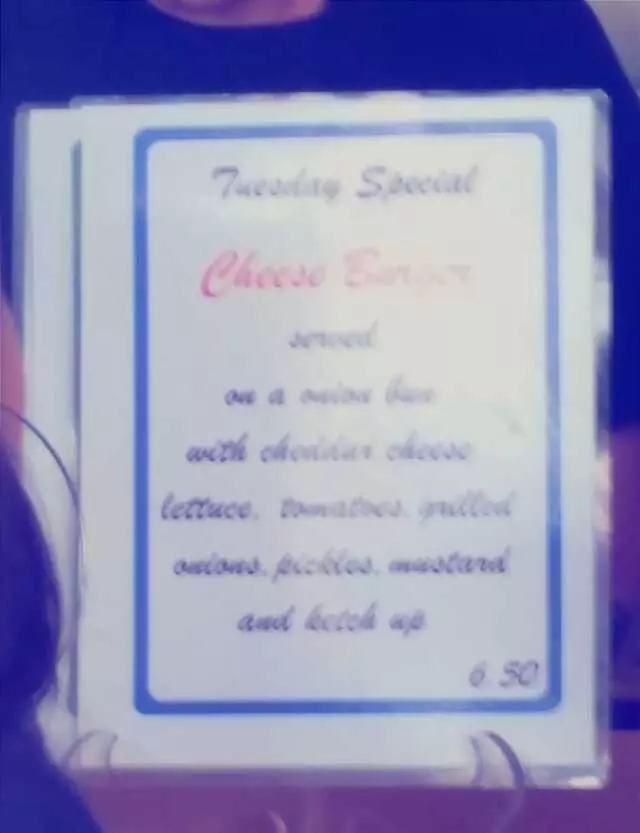 Tuesday Special
Cheese Burger
served
on a onion bun
with cheddar cheese
lettuce, tomatoes, grilled
onions, pickles, mustard
and ketch up
6.50